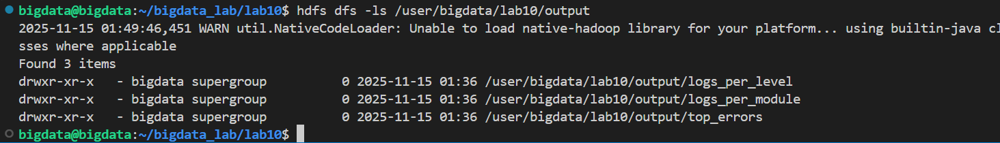 bigdata@bigdata:~/bigdata_lab/lab10$ hdfs dfs -ls /user/bigdata/lab10/output
2025-11-15 01:49:46,451 WARN util.NativeCodeLoader: Unable to load native-hadoop library for your platform... using builtin-java cl
sses where applicable
Found 3 items
drwxr-xr-x   - bigdata supergroup          0 2025-11-15 01:36 /user/bigdata/lab10/output/logs_per_level
drwxr-xr-x   - bigdata supergroup          0 2025-11-15 01:36 /user/bigdata/lab10/output/logs_per_module
drwxr-xr-x   - bigdata supergroup          0 2025-11-15 01:36 /user/bigdata/lab10/output/top_errors
bigdata@bigdata:~/bigdata_lab/lab10$